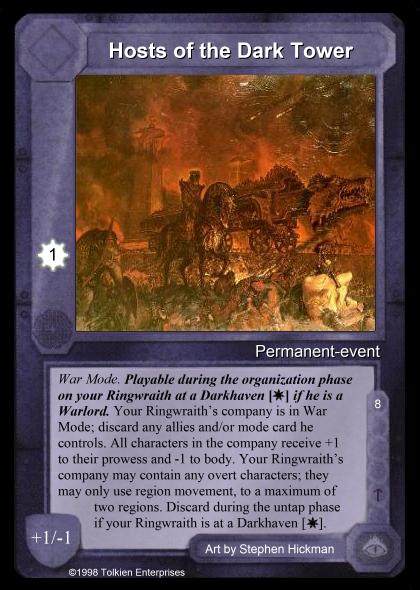 Hosts of the Dark Tower
1
Permanent-event
War Mode. Playable during the organization phase
on your Ringwraith at a Darkhaven [✷] if he is a
Warlord. Your Ringwraith's company is in War
Mode; discard any allies and/or mode card he
controls. All characters in the company receive +1
to their prowess and -1 to body. Your Ringwraith's
company may contain any overt characters; they
may only use region movement, to a maximum of
two regions. Discard during the untap phase
if your Ringwraith is at a Darkhaven [✷].
8
+1/-1
Art by Stephen Hickman
©1998 Tolkien Enterprises